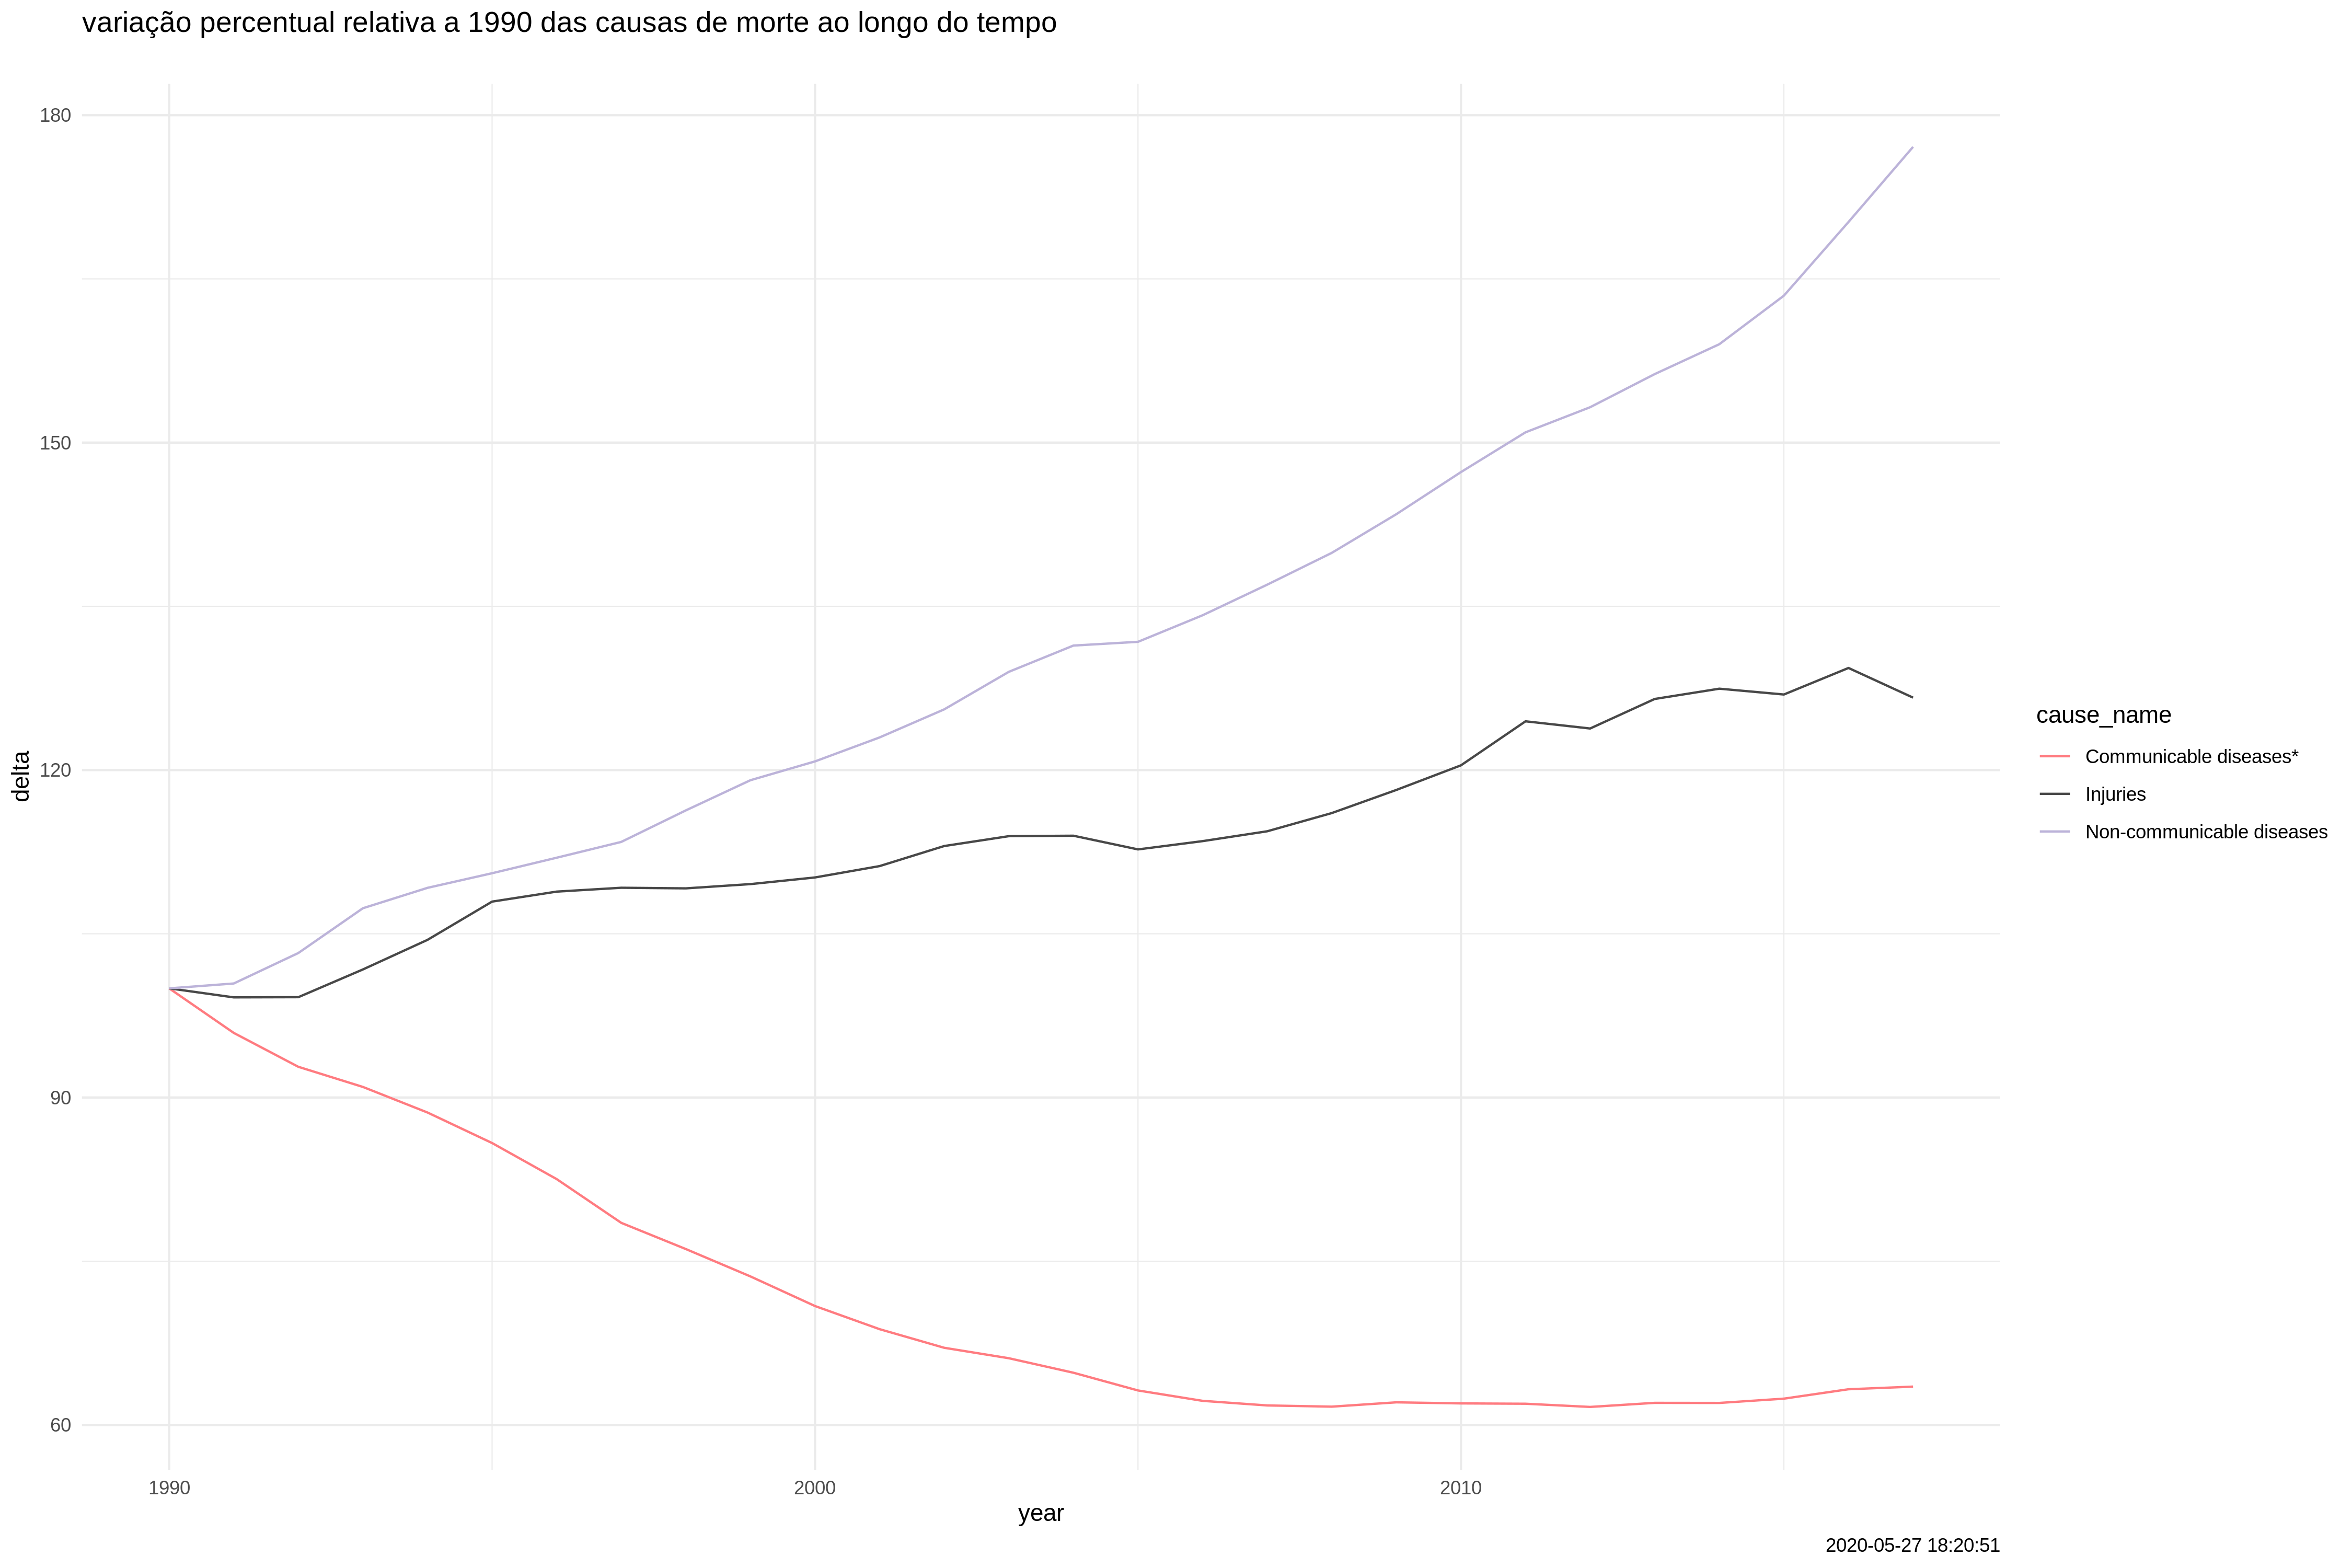 variação percentual relativa a 1990 das causas de morte ao longo do tempo
180
150
120
90
60
delta
1990
2000
2010
year
cause_name
Communicable diseases*
Injuries
Non-communicable diseases
2020-05-27 18:20:51